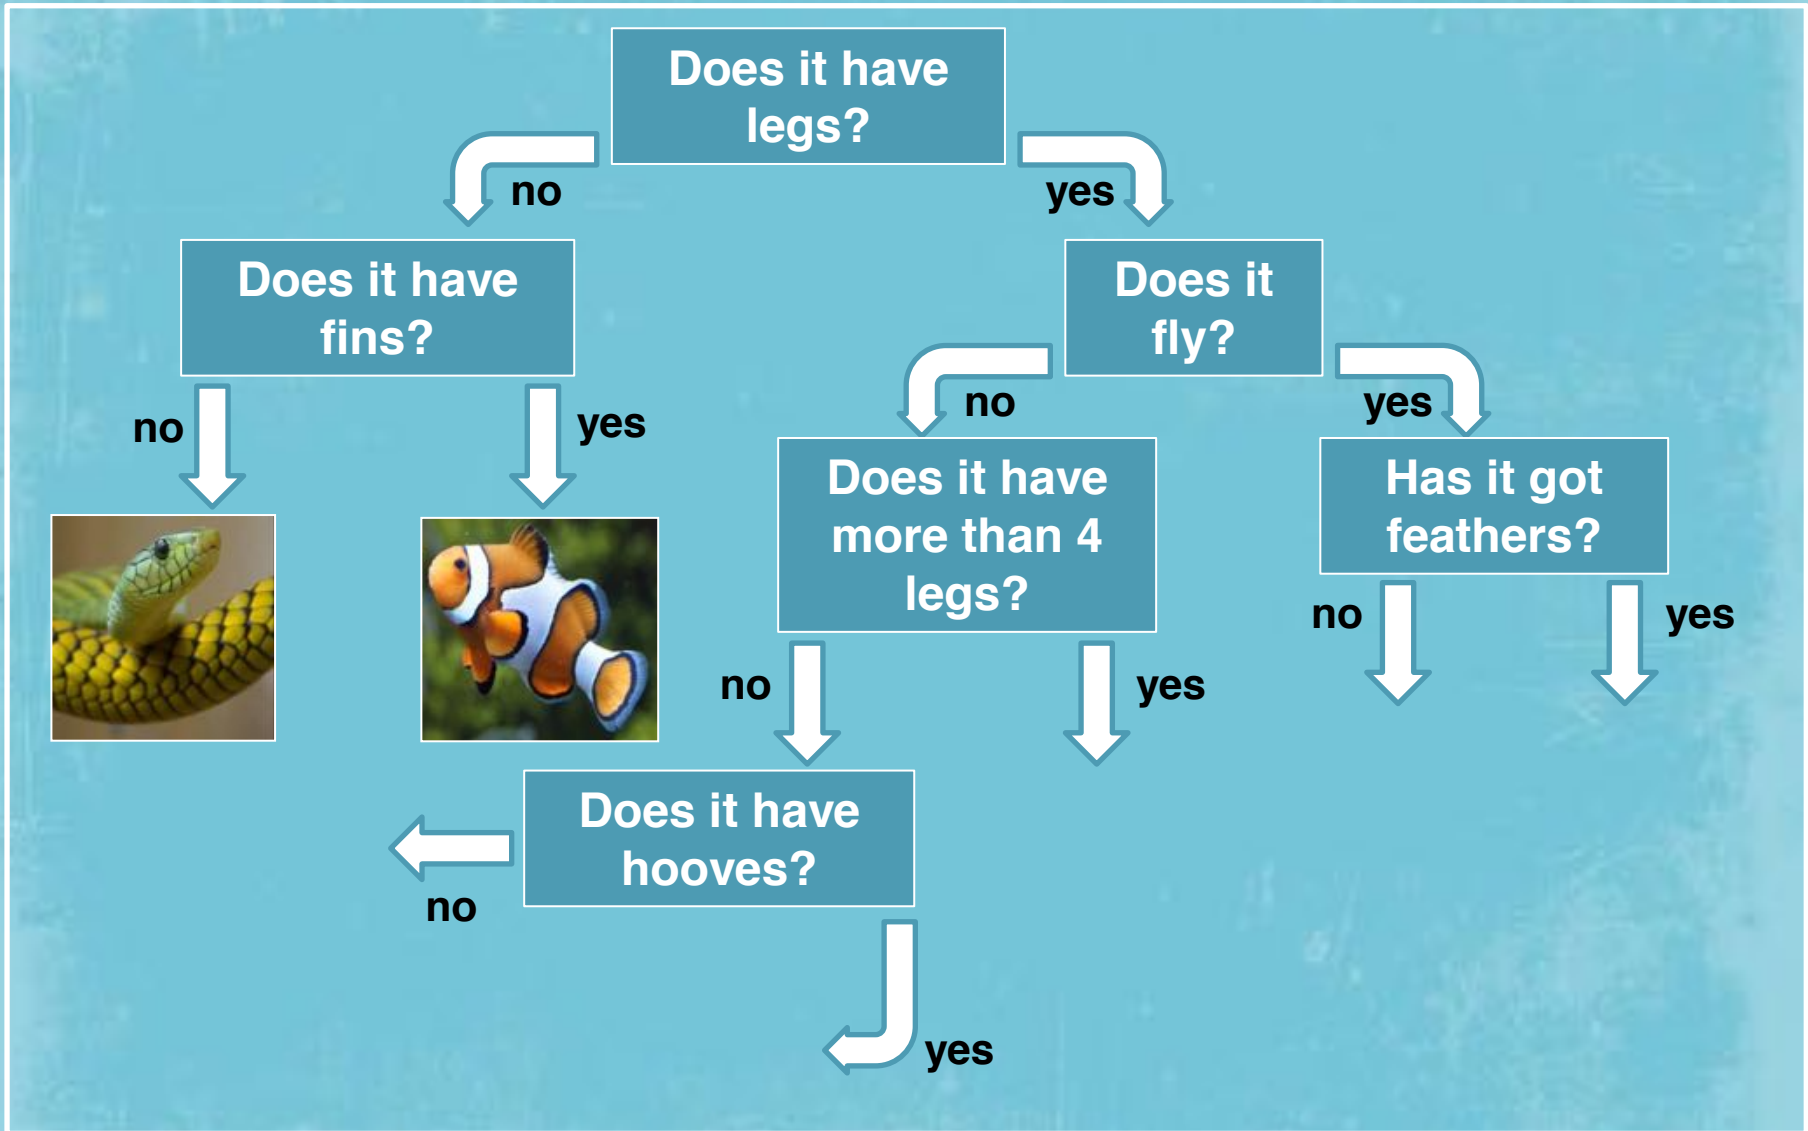 Does it have
legs?
no
yes
Does it have
fins?
Does it
fly?
no
yes
no
yes
Does it have
more than 4
legs?
Has it got
feathers?
no
yes
no
yes
Does it have
hooves?
no
yes